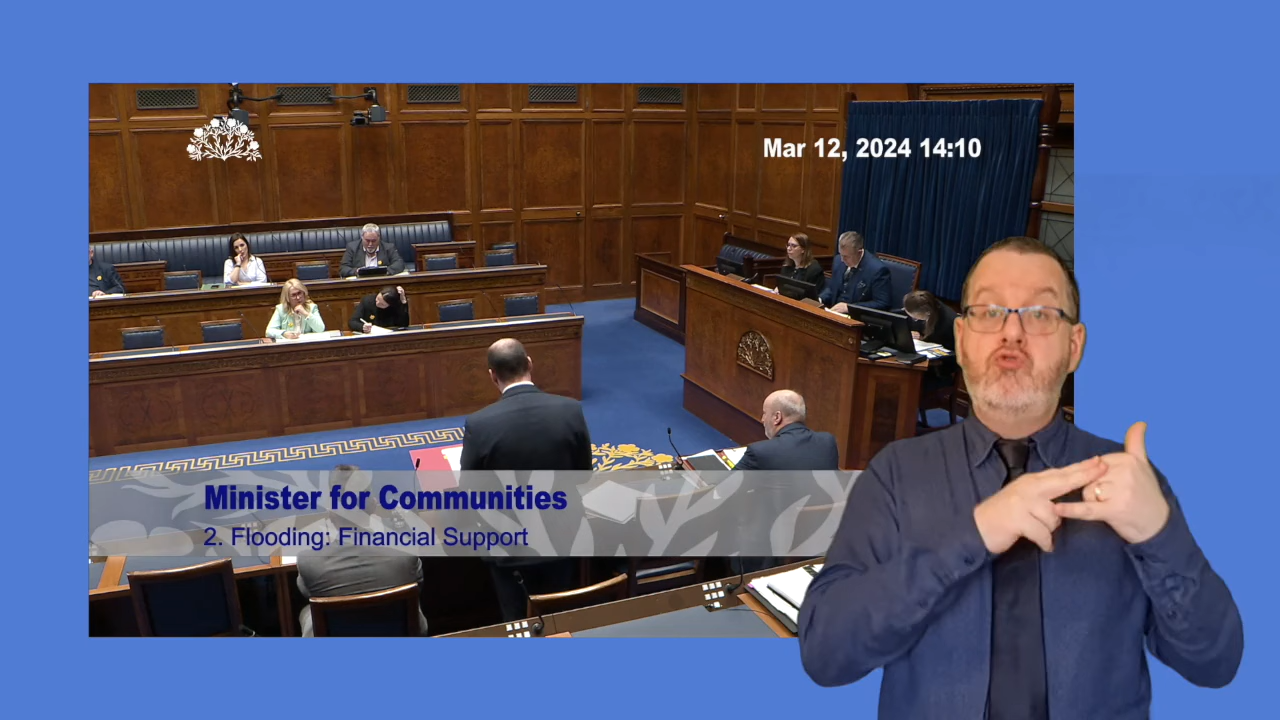 Mar 12, 2024 14:10
Minister for Communities
2. Flooding: Financial Support